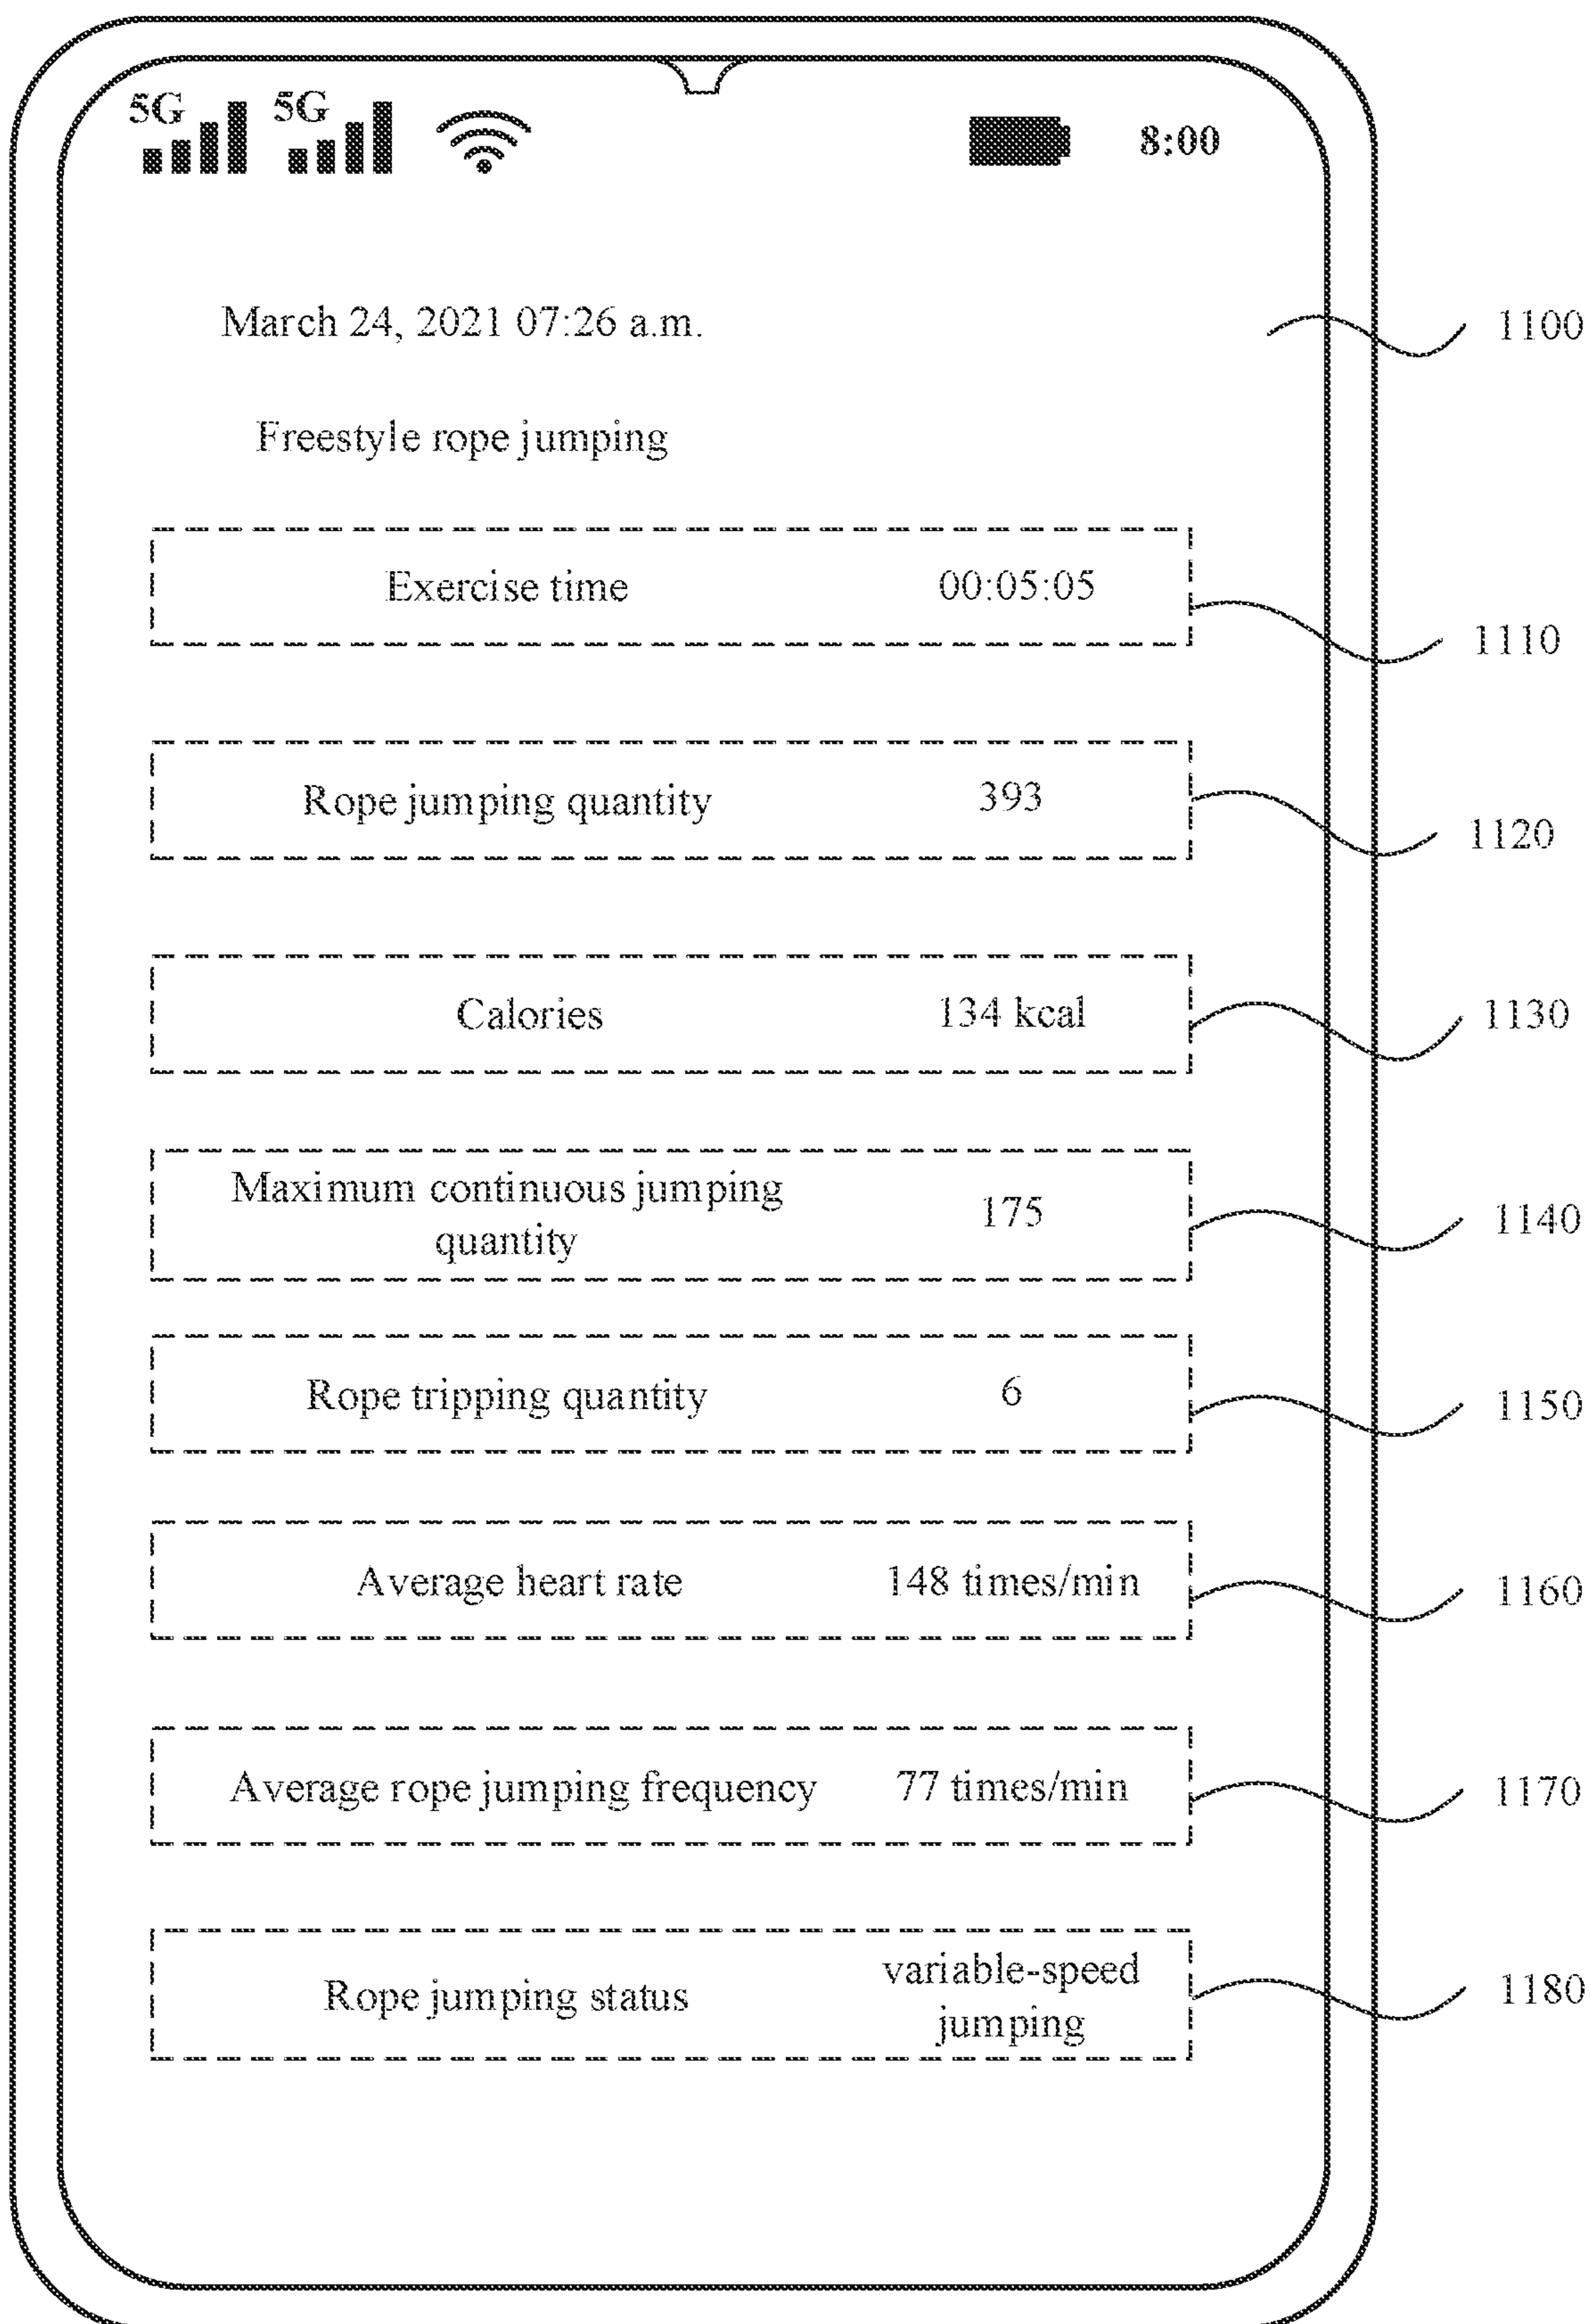 5G 5G 8:00
March 24, 2021 07:26 a.m. 1100
Freestyle rope jumping
Exercise time 00:05:05
1110
Rope jumping quantity 393
1120
Calories 134 kcal 1130
Maximum continuous jumping
quantity
175
1140
Rope tripping quantity 6
1150
Average heart rate 148 times/min 1160
Average rope jumping frequency 77 times/min 1170
Rope jumping status
variable-speed
jumping
1180